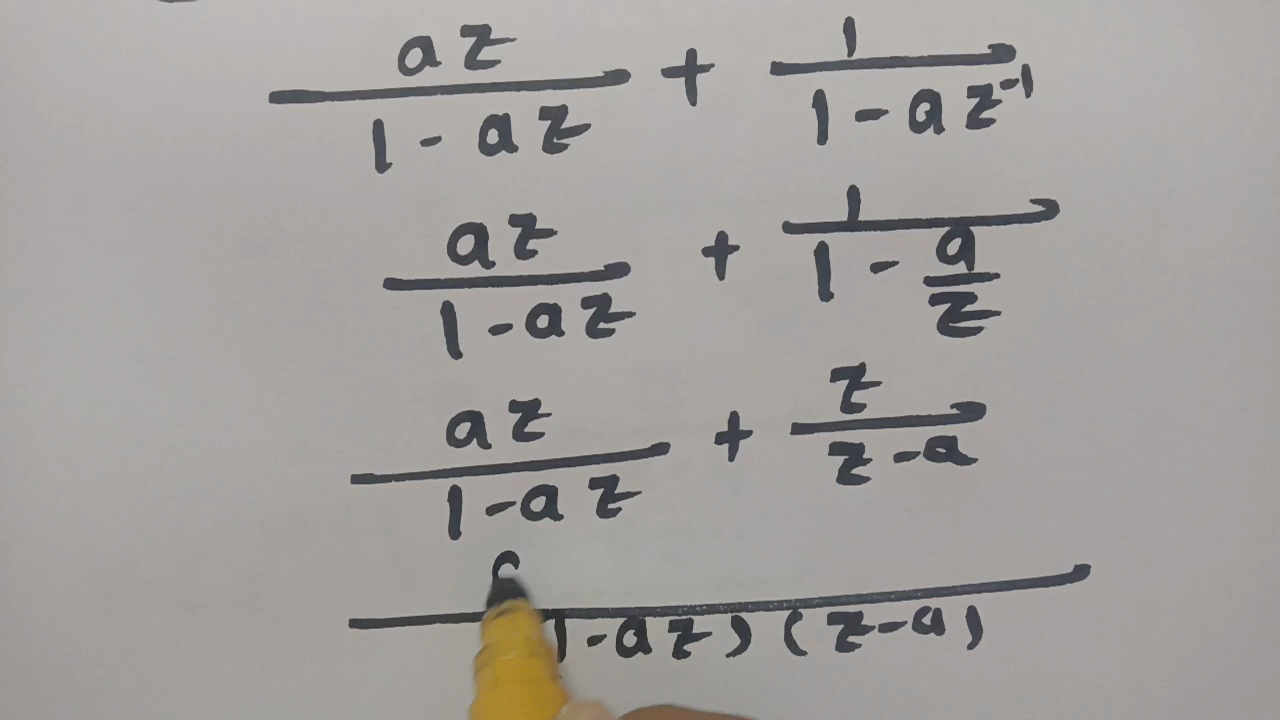 az / 1 - az + 1 / 1 - az⁻¹
az / 1 - az + 1 / 1 - a/z
az / 1 - az + z / z - a
1 - az) (z - a)